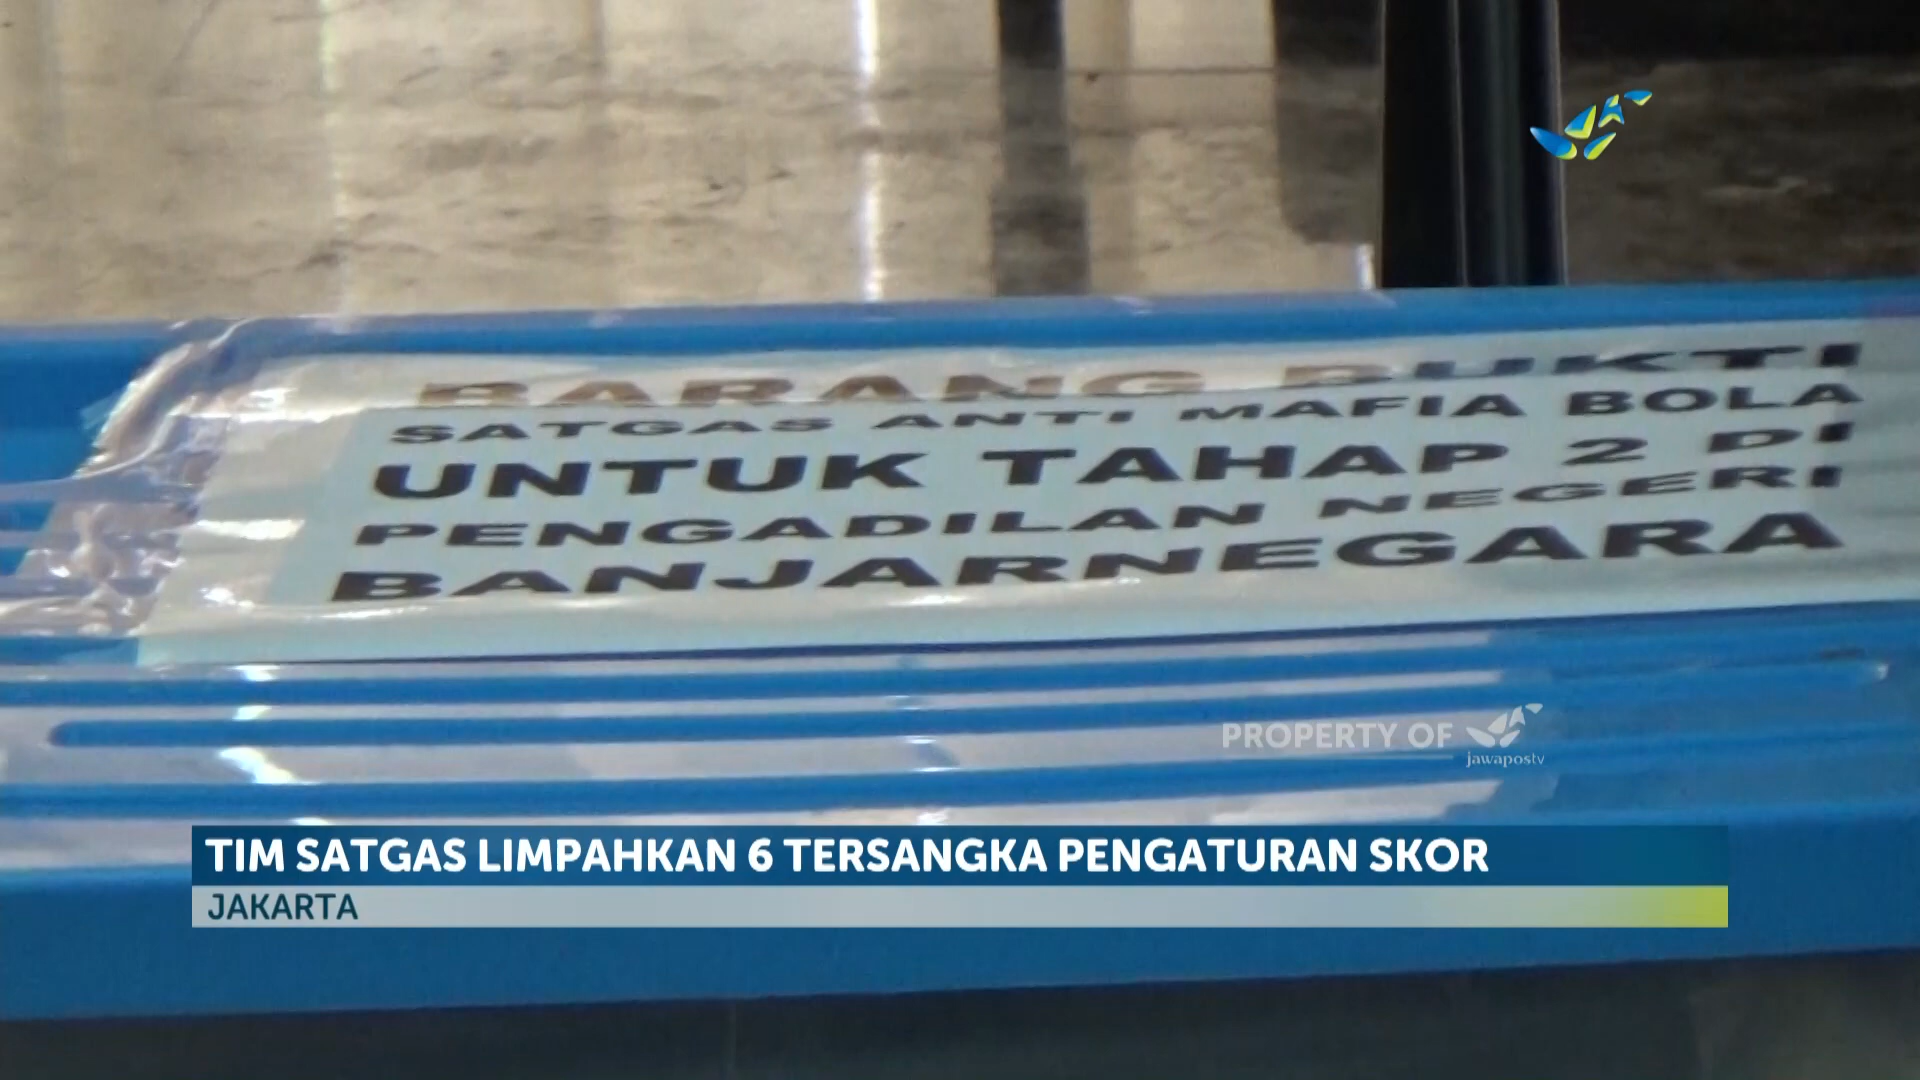 BARANG BUKTI
SATGAS ANTI MAFIA BOLA
UNTUK TAHAP 2 DI
PENGADILAN NEGERI
BANJARNEGARA
PROPERTY OF
jawapostv
TIM SATGAS LIMPAHKAN 6 TERSANGKA PENGATURAN SKOR
JAKARTA